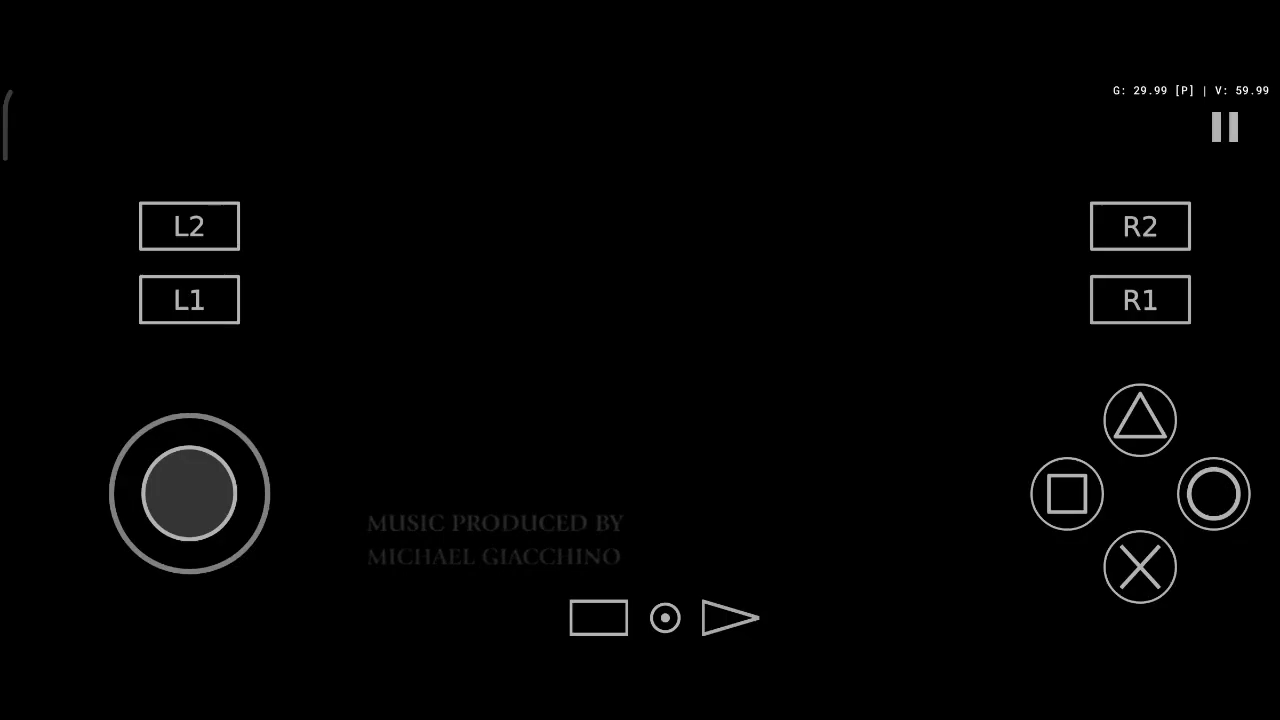 G: 29.99 [P] | V: 59.99
L2
R2
L1
R1
MUSIC PRODUCED BY
MICHAEL GIACCHINO